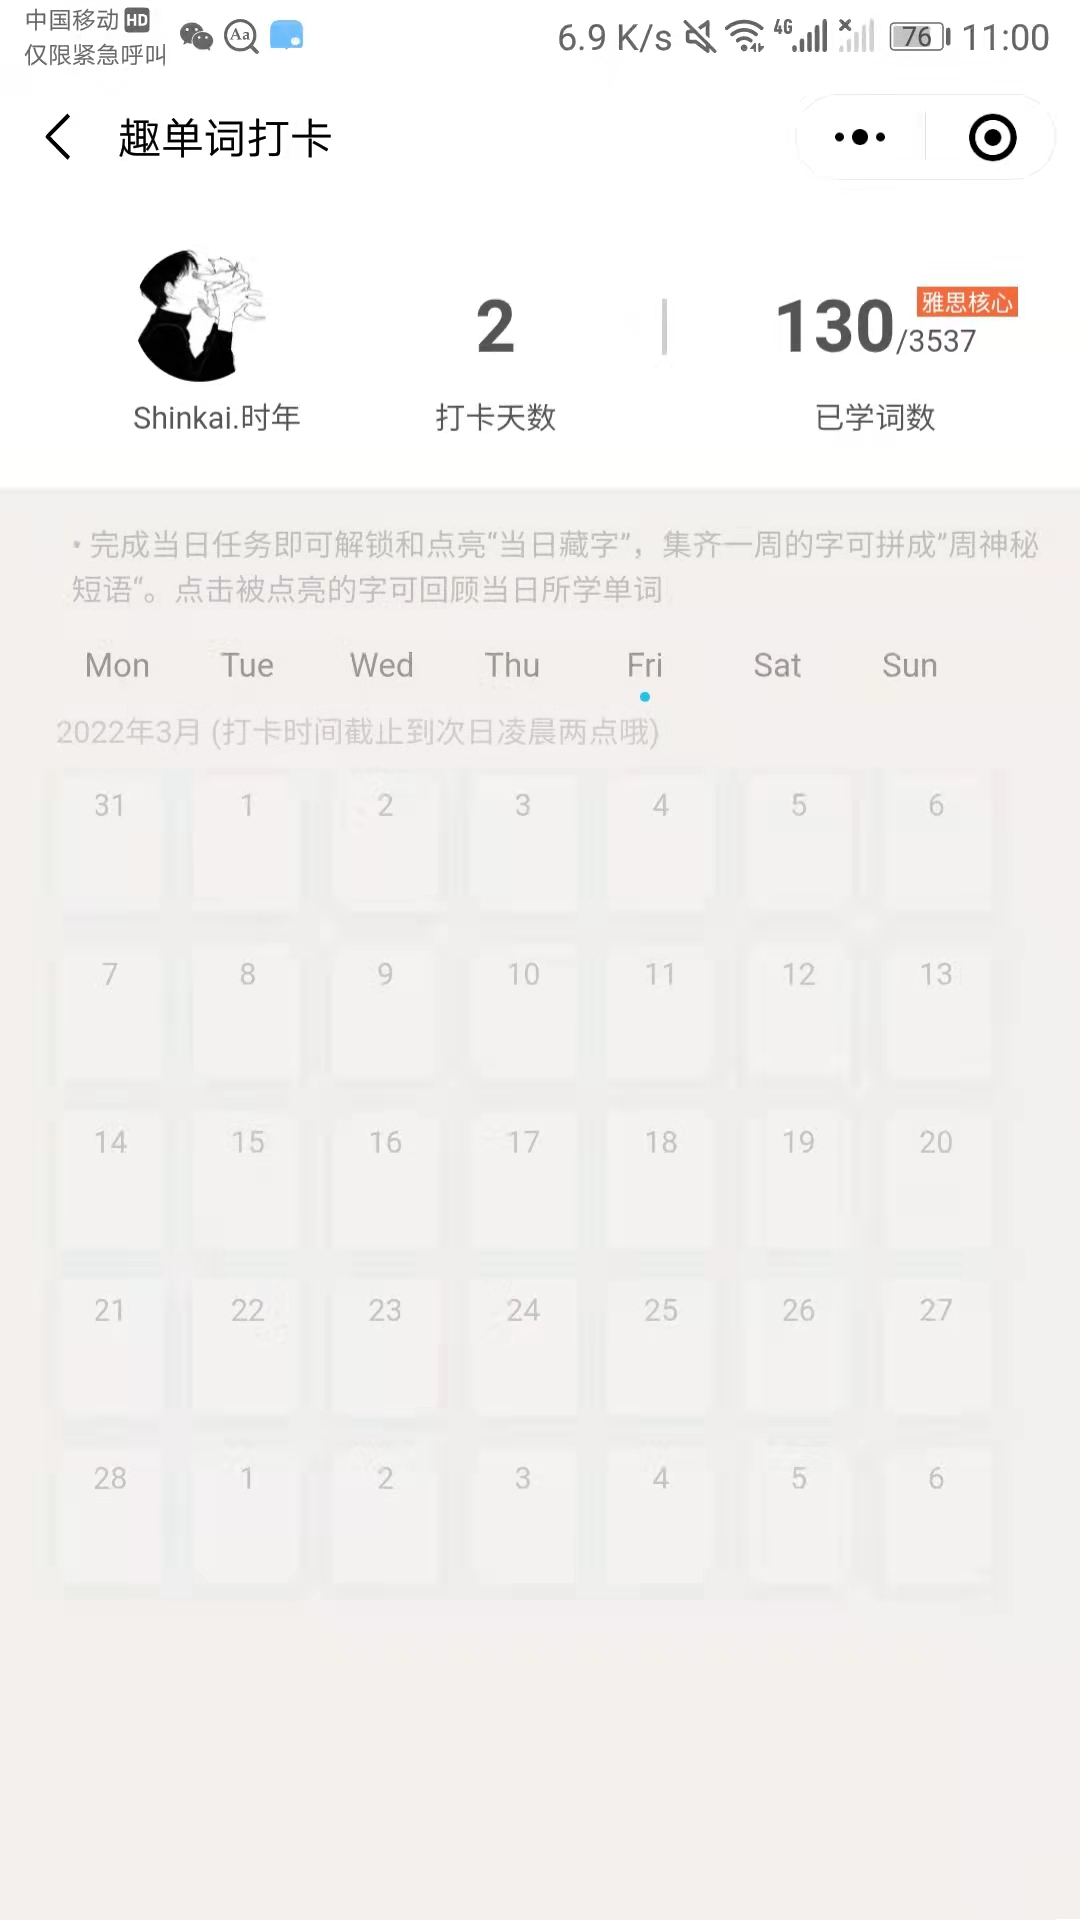 中国移动 HD
仅限紧急呼叫
Aa
6.9 K/s 4G 76 11:00
趣单词打卡
2
130/3537 雅思核心
Shinkai.时年 打卡天数 已学词数
• 完成当日任务即可解锁和点亮“当日藏字”，集齐一周的字可拼成”周神秘
短语“。点击被点亮的字可回顾当日所学单词
Mon Tue Wed Thu Fri Sat Sun
2022年3月 (打卡时间截止到次日凌晨两点哦)
31 1 2 3 4 5 6
7 8 9 10 11 12 13
14 15 16 17 18 19 20
21 22 23 24 25 26 27
28 1 2 3 4 5 6